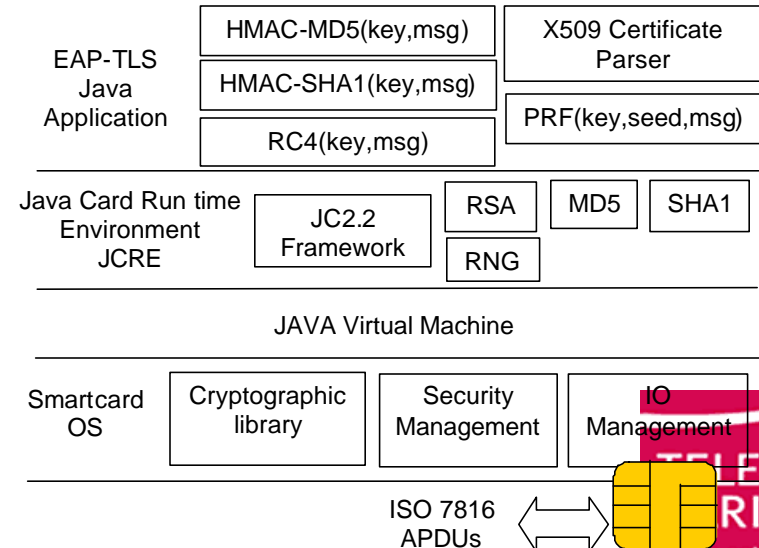 EAP-TLS
Java
Application
HMAC-MD5(key,msg)
HMAC-SHA1(key,msg)
RC4(key,msg)
X509 Certificate
Parser
PRF(key,seed,msg)
Java Card Run time
Environment
JCRE
JC2.2
Framework
RSA
MD5
SHA1
RNG
JAVA Virtual Machine
Smartcard
OS
Cryptographic
library
Security
Management
IO
Management
ISO 7816
APDUs